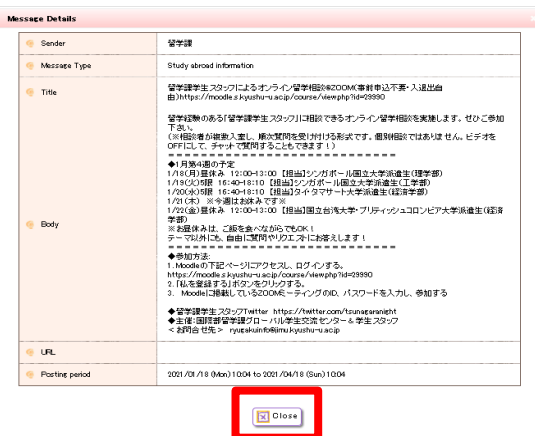 Message Details
Sender 留学課
Message Type Study abroad information
Title 留学課学生スタッフによるオンライン留学相談@ZOOM(事前申込不要・入退出自
由)https://moodle.s.kyushu-u.ac.jp/course/view.php?id=29990
留学経験のある「留学課学生スタッフ」に相談できるオンライン留学相談を実施します。ぜひご参加
下さい。
(※相談者が複数入室し、順次質問を受け付ける形式です。個別相談ではありません。ビデオを
OFFにして、チャットで質問することもできます!)
================================
◆1月第4週の予定
1/18(月)昼休み 12:00-13:00 【担当】シンガポール国立大学派遣生(理学部)
1/19(火)5限 16:40-18:10 【担当】シンガポール国立大学派遣生(工学部)
1/20(水)5限 16:40-18:10 【担当】タイ・タマサート大学派遣生(経済学部)
1/21(木) ※今週はお休みです※
1/22(金)昼休み 12:00-13:00 【担当】国立台湾大学・ブリティッシュコロンビア大学派遣生(経済
学部)
Body
※お昼休みは、ご飯を食べながらでもOK!
テーマ以外にも、自由に質問やリクエストにお答えします!
================================
◆参加方法:
1. Moodleの下記ページにアクセスし、ログインする。
https://moodle.s.kyushu-u.ac.jp/course/view.php?id=29990
2. 「私を登録する」ボタンをクリックする。
3. Moodleに掲載しているZOOMミーティングのID、パスワードを入力し、参加する
◆留学課学生スタッフTwitter https://twitter.com/tsunagaranight
◆主催:国際部留学課グローバル学生交流センター & 学生スタッフ
<お問合せ先> ryugakuinfo@jimu.kyushu-u.ac.jp
URL
Posting period 2021/01/18 (Mon) 10:04 to 2021/04/18 (Sun) 10:04
Close